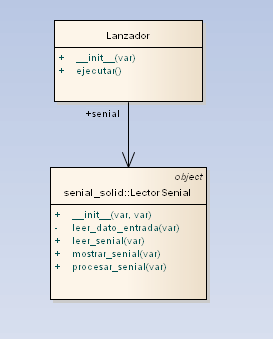 Lanzador
+ __init__(var)
+ ejecutar()
+senial
object
senial_solid::LectorSenial
+ __init__(var, var)
- leer_dato_entrada(var)
+ leer_senial(var)
+ mostrar_senial(var)
+ procesar_senial(var)